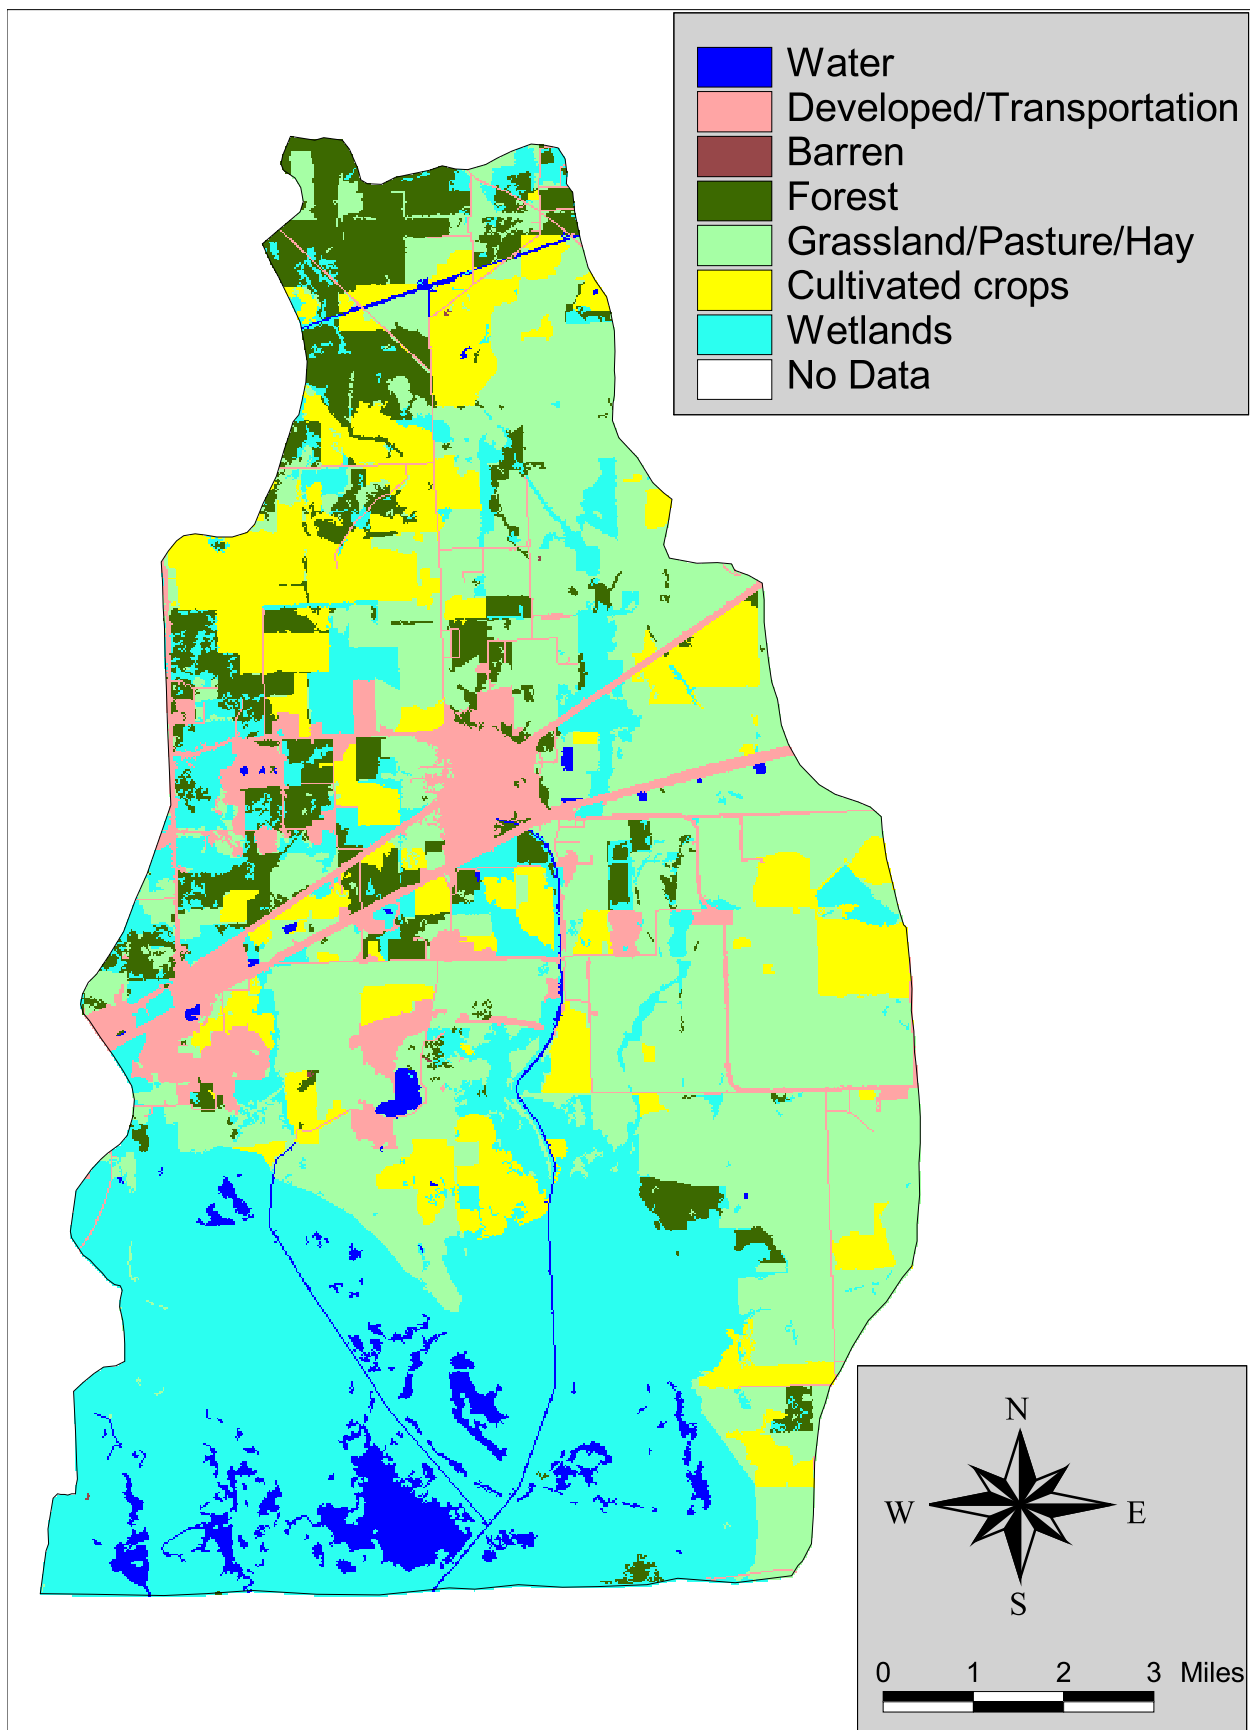 Water
Developed/Transportation
Barren
Forest
Grassland/Pasture/Hay
Cultivated crops
Wetlands
No Data
N
W E
S
0 1 2 3 Miles